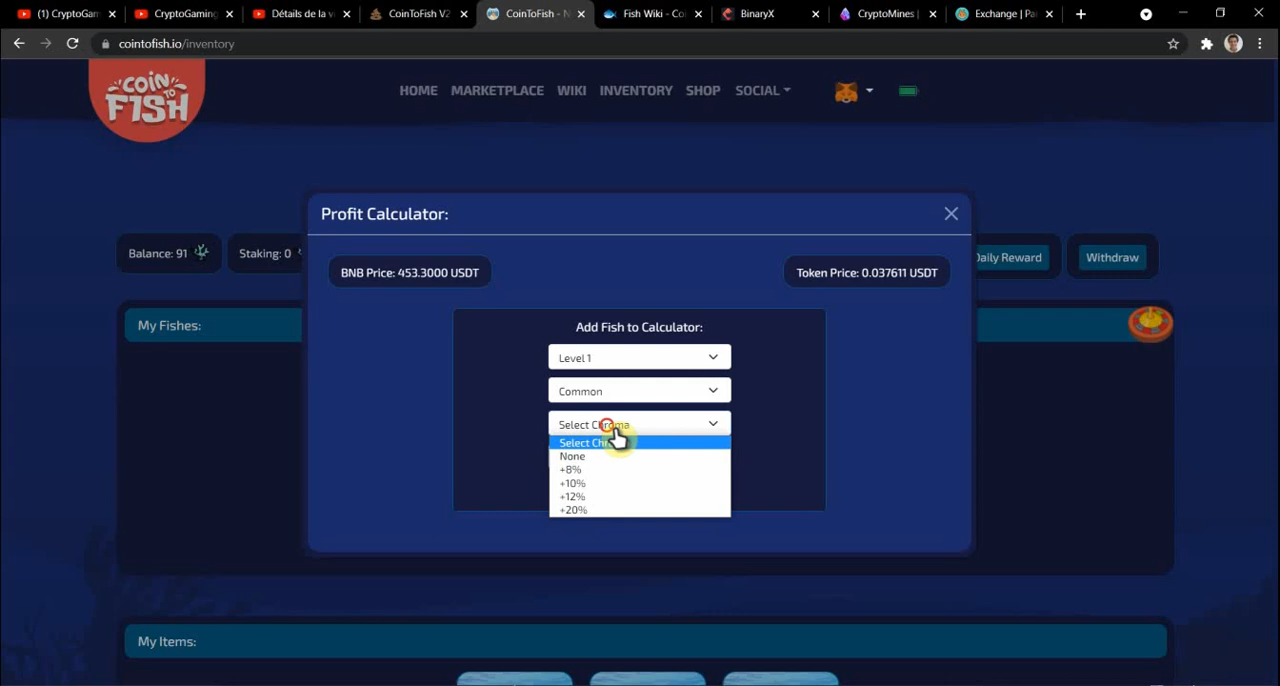 (1) CryptoGam
CryptoGaming
Détails de la v
CoinToFish V2
CoinToFish - N
Fish Wiki - Co
BinaryX
CryptoMines |
Exchange | Pa
cointofish.io/inventory
COIN TO FISH
HOME
MARKETPLACE
WIKI
INVENTORY
SHOP
SOCIAL
Profit Calculator:
Balance: 91
Staking: 0
Daily Reward
Withdraw
BNB Price: 453.3000 USDT
Token Price: 0.037611 USDT
My Fishes:
Add Fish to Calculator:
Level 1
Common
Select Chroma
Select Chr
None
+8%
+10%
+12%
+20%
My Items: